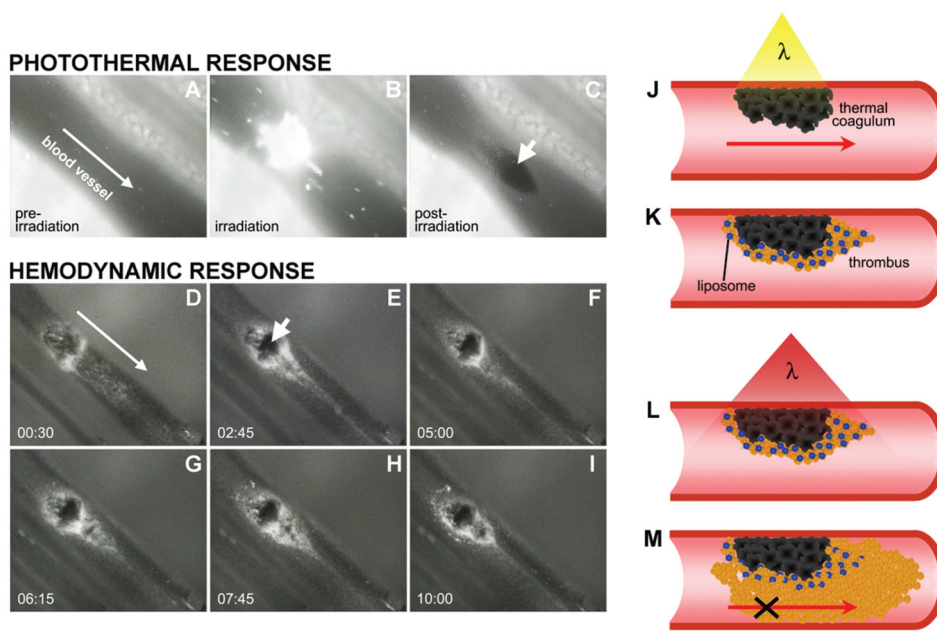 PHOTOTHERMAL RESPONSE
A
blood vessel
pre-
irradiation
B
irradiation
C
post-
irradiation
HEMODYNAMIC RESPONSE
D
00:30
E
02:45
F
05:00
G
06:15
H
07:45
I
10:00
J
λ
thermal
coagulum
K
liposome
thrombus
L
λ
M